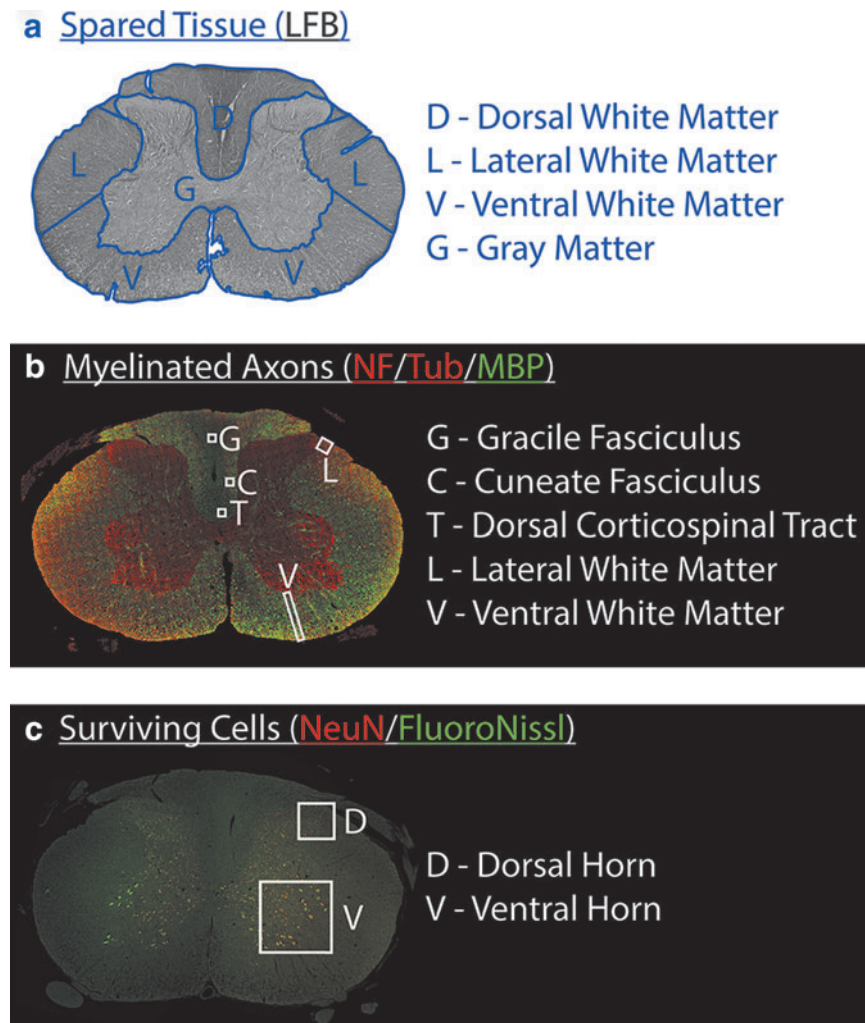 a Spared Tissue (LFB)
D
L
L
G
V
V
D - Dorsal White Matter
L - Lateral White Matter
V - Ventral White Matter
G - Gray Matter
b Myelinated Axons (NF/Tub/MBP)
G
C
L
T
V
G - Gracile Fasciculus
C - Cuneate Fasciculus
T - Dorsal Corticospinal Tract
L - Lateral White Matter
V - Ventral White Matter
c Surviving Cells (NeuN/FluoroNissl)
D
V
D - Dorsal Horn
V - Ventral Horn